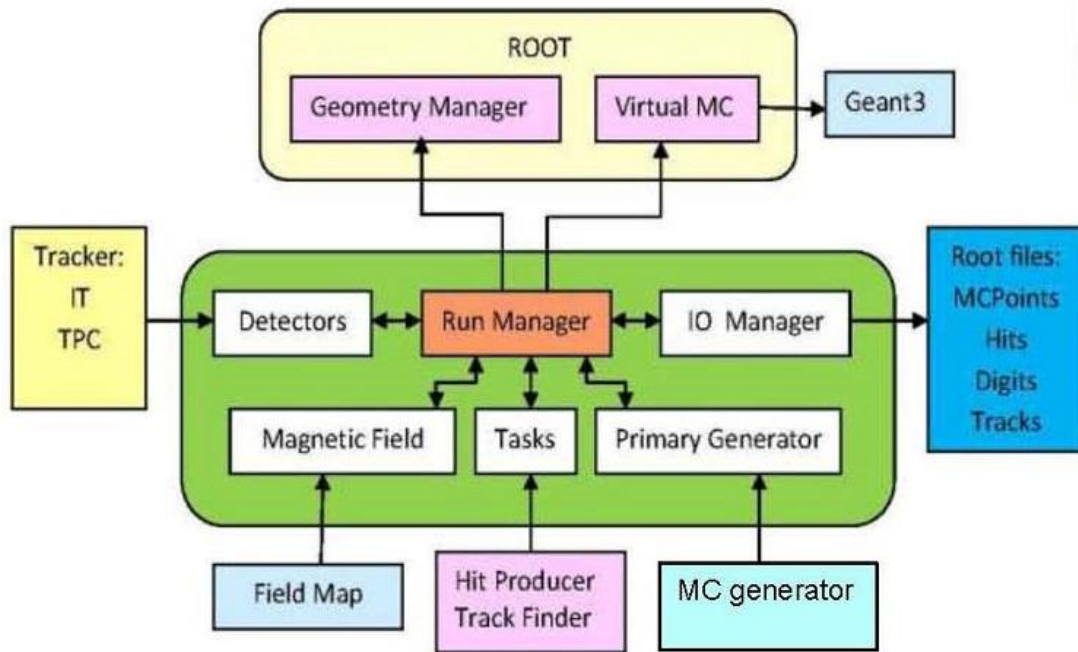 ROOT
Geometry Manager
Virtual MC
Geant3
Tracker:
IT
TPC
Detectors
Run Manager
IO Manager
Root files:
MCPoints
Hits
Digits
Tracks
Magnetic Field
Tasks
Primary Generator
Field Map
Hit Producer
Track Finder
MC generator